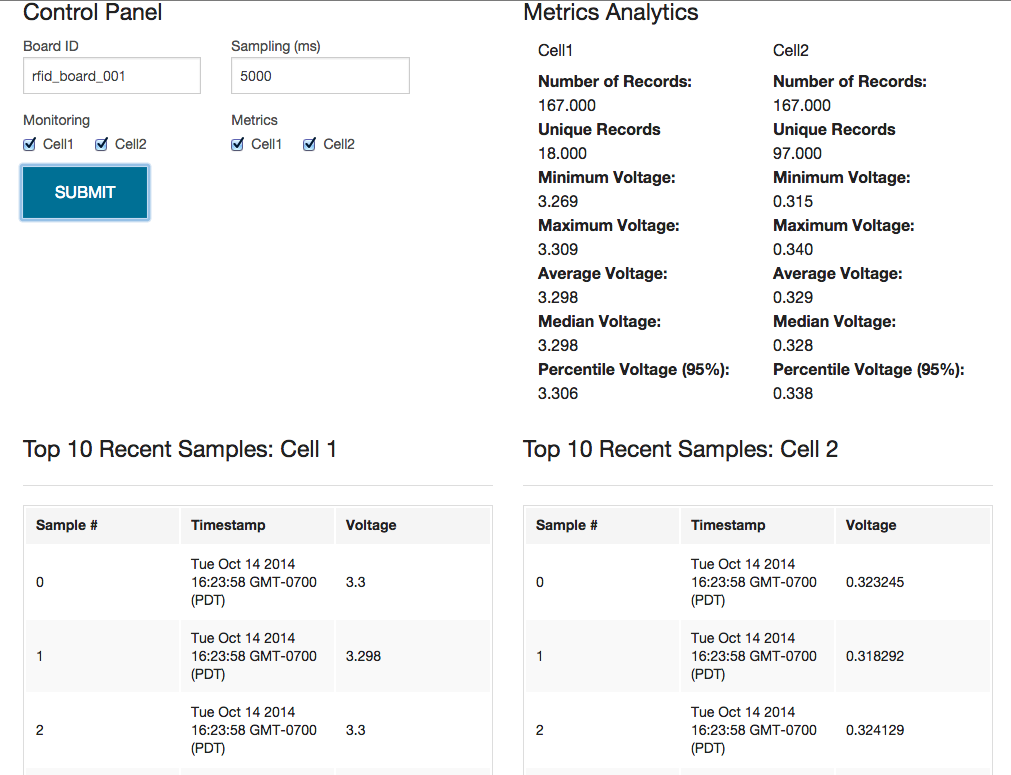 Control Panel
Board ID
Sampling (ms)
rfid_board_001
5000
Monitoring
Metrics
Cell1
Cell2
Cell1
Cell2
SUBMIT
Metrics Analytics
Cell1
Number of Records:
167.000
Unique Records
18.000
Minimum Voltage:
3.269
Maximum Voltage:
3.309
Average Voltage:
3.298
Median Voltage:
3.298
Percentile Voltage (95%):
3.306
Cell2
Number of Records:
167.000
Unique Records
97.000
Minimum Voltage:
0.315
Maximum Voltage:
0.340
Average Voltage:
0.329
Median Voltage:
0.328
Percentile Voltage (95%):
0.338
Top 10 Recent Samples: Cell 1
Sample #
Timestamp
Voltage
0
Tue Oct 14 2014
16:23:58 GMT-0700
(PDT)
3.3
1
Tue Oct 14 2014
16:23:58 GMT-0700
(PDT)
3.298
2
Tue Oct 14 2014
16:23:58 GMT-0700
(PDT)
3.3
Top 10 Recent Samples: Cell 2
Sample #
Timestamp
Voltage
0
Tue Oct 14 2014
16:23:58 GMT-0700
(PDT)
0.323245
1
Tue Oct 14 2014
16:23:58 GMT-0700
(PDT)
0.318292
2
Tue Oct 14 2014
16:23:58 GMT-0700
(PDT)
0.324129